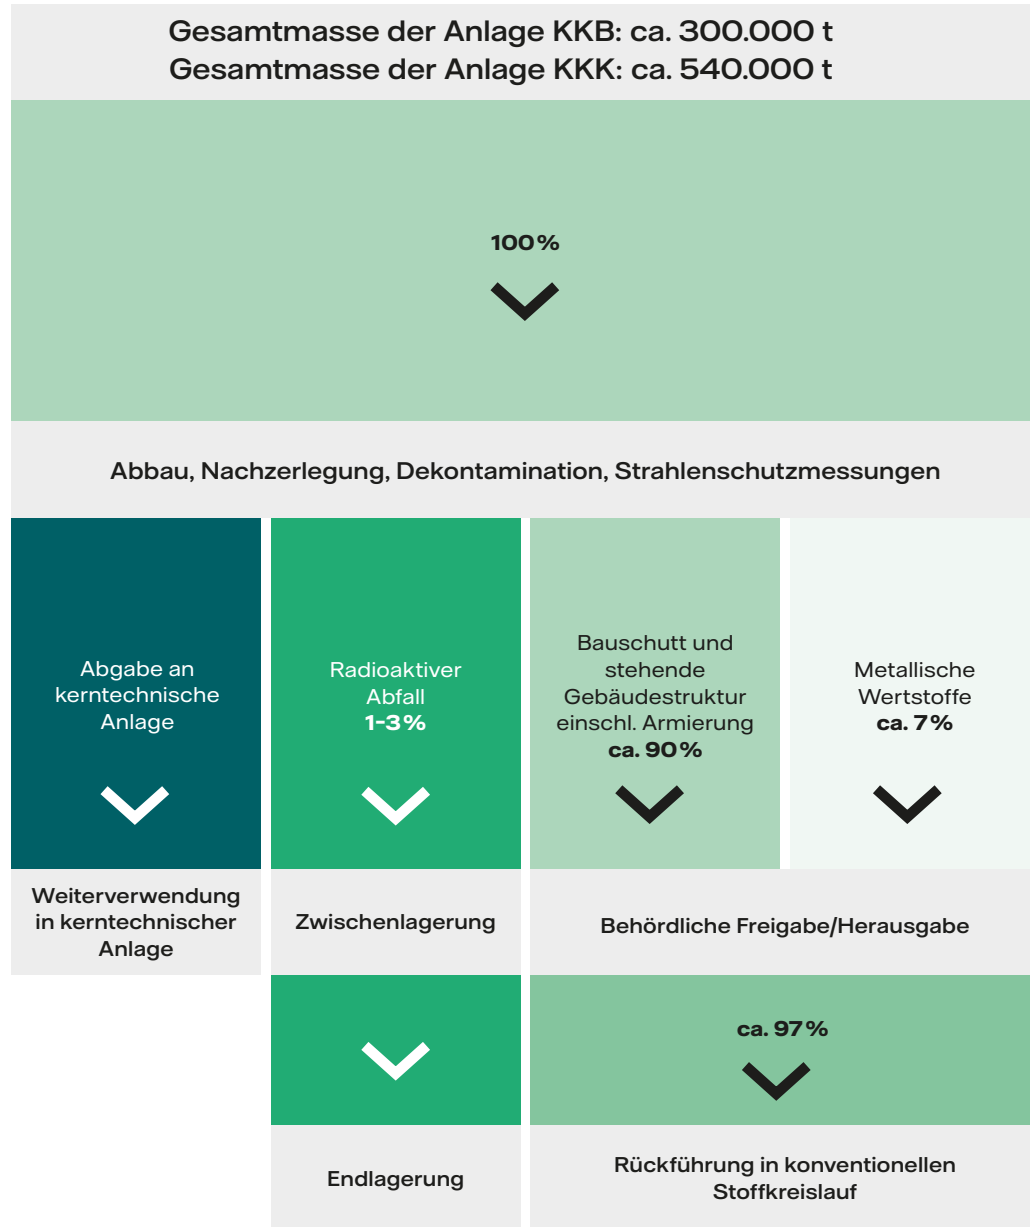 Gesamtmasse der Anlage KKB: ca. 300.000 t
Gesamtmasse der Anlage KKK: ca. 540.000 t
100 %
Abbau, Nachzerlegung, Dekontamination, Strahlenschutzmessungen
Abgabe an
kerntechnische
Anlage
Radioaktiver
Abfall
1-3 %
Bauschutt und
stehende
Gebäudestruktur
einschl. Armierung
ca. 90 %
Metallische
Wertstoffe
ca. 7 %
Weiterverwendung
in kerntechnischer
Anlage
Zwischenlagerung
Behördliche Freigabe/Herausgabe
ca. 97 %
Endlagerung
Rückführung in konventionellen
Stoffkreislauf